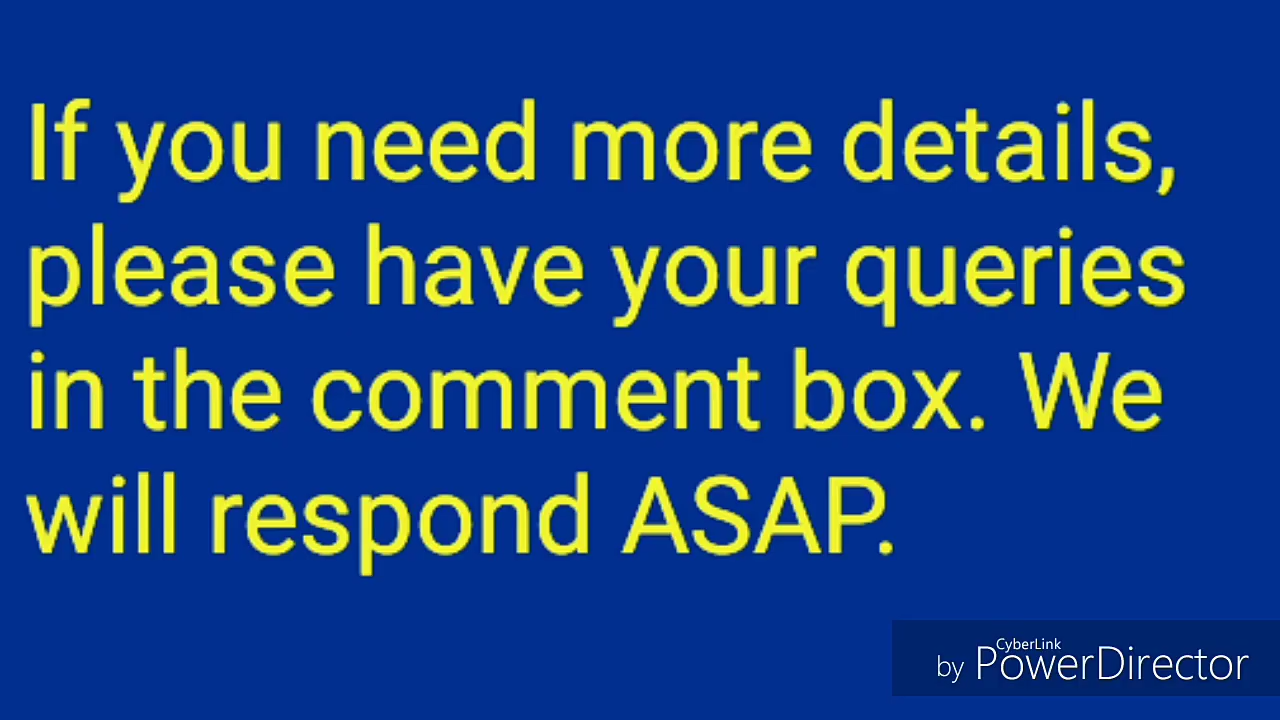 If you need more details,
please have your queries
in the comment box. We
will respond ASAP.
CyberLink
by PowerDirector